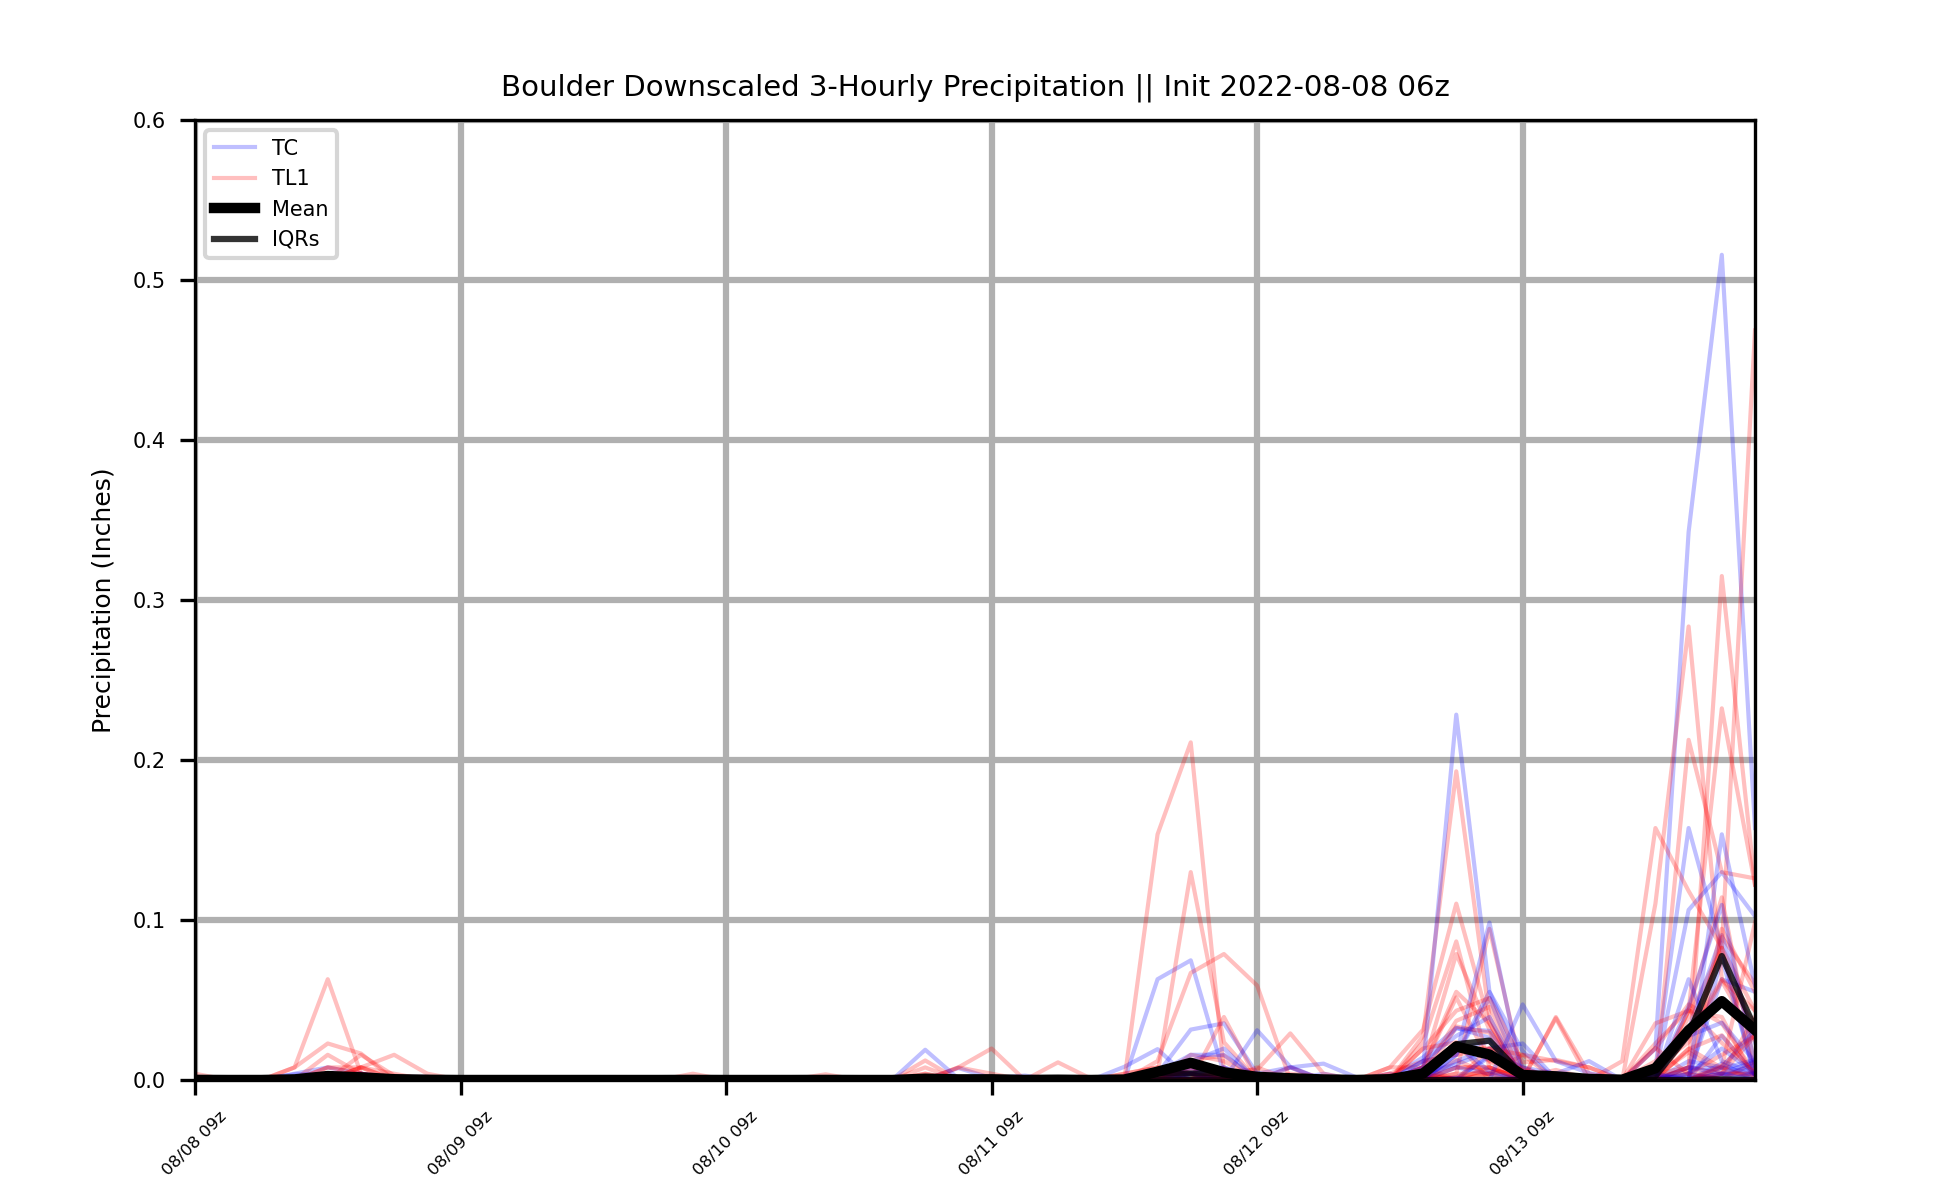 Boulder Downscaled 3-Hourly Precipitation || Init 2022-08-08 06z
TC
TL1
Mean
IQRs
Precipitation (Inches)
0.6
0.5
0.4
0.3
0.2
0.1
0.0
08/08 09z
08/09 09z
08/10 09z
08/11 09z
08/12 09z
08/13 09z